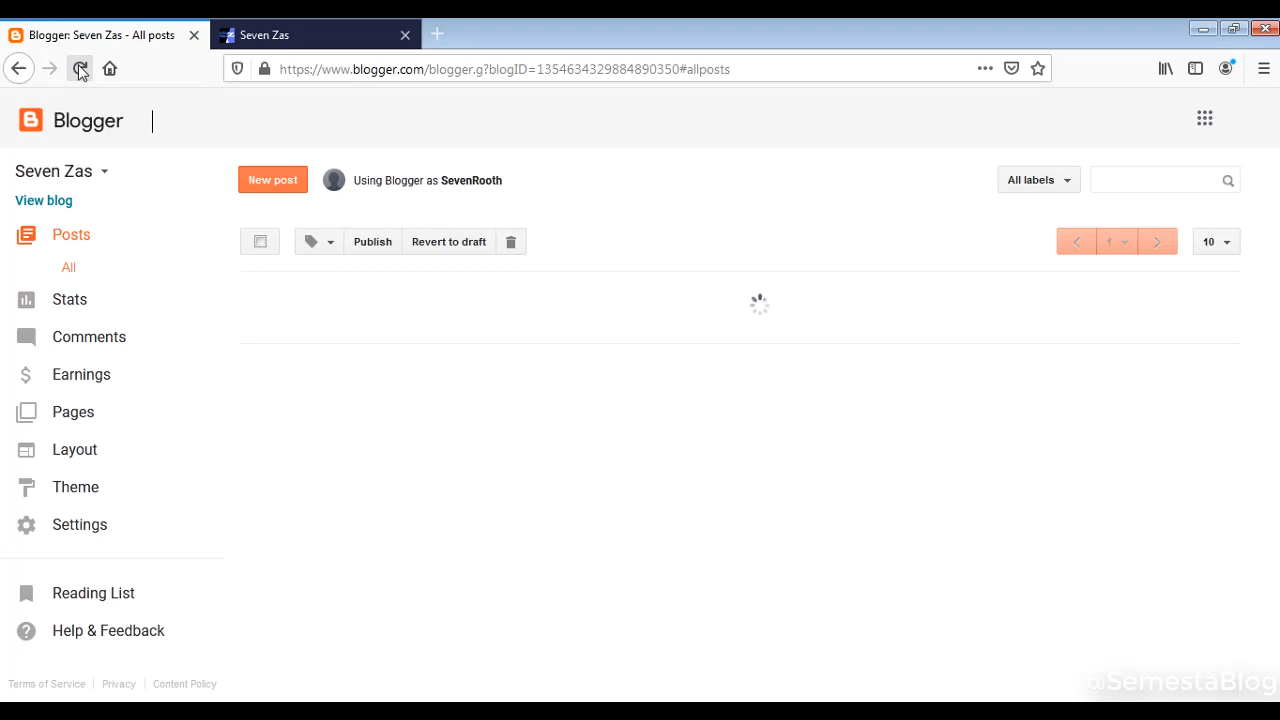 Blogger: Seven Zas - All posts
Seven Zas
https://www.blogger.com/blogger.g?blogID=1354634329884890350#allposts
Blogger
Seven Zas
View blog
New post
Using Blogger as SevenRooth
All labels
Posts
All
Publish
Revert to draft
1
10
Stats
Comments
Earnings
Pages
Layout
Theme
Settings
Reading List
Help & Feedback
Terms of Service
Privacy
Content Policy
@SemestaBlog